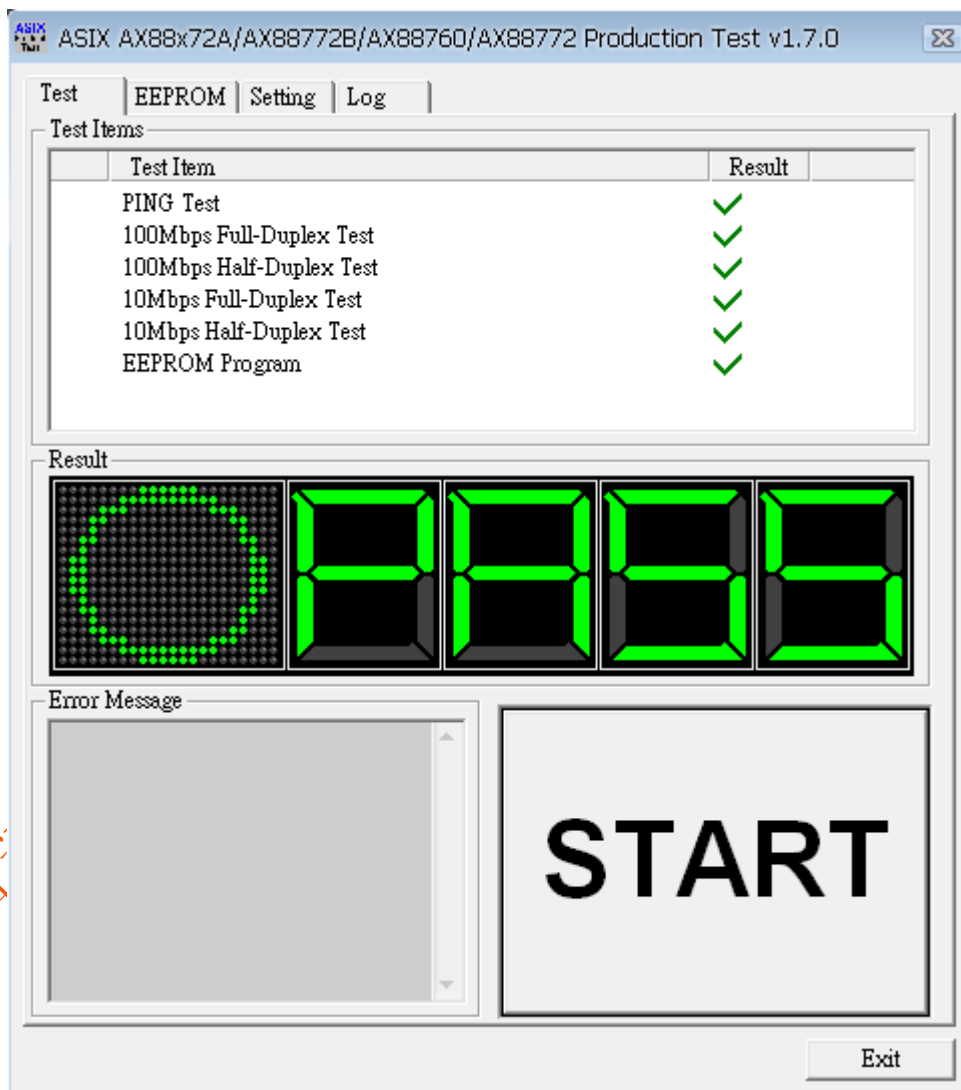 ASIX AX88x72A/AX88772B/AX88760/AX88772 Production Test v1.7.0
Test EEPROM Setting Log
Test Items
Test Item Result
PING Test
100Mbps Full-Duplex Test
100Mbps Half-Duplex Test
10Mbps Full-Duplex Test
10Mbps Half-Duplex Test
EEPROM Program
Result
PASS
Error Message
START
Exit